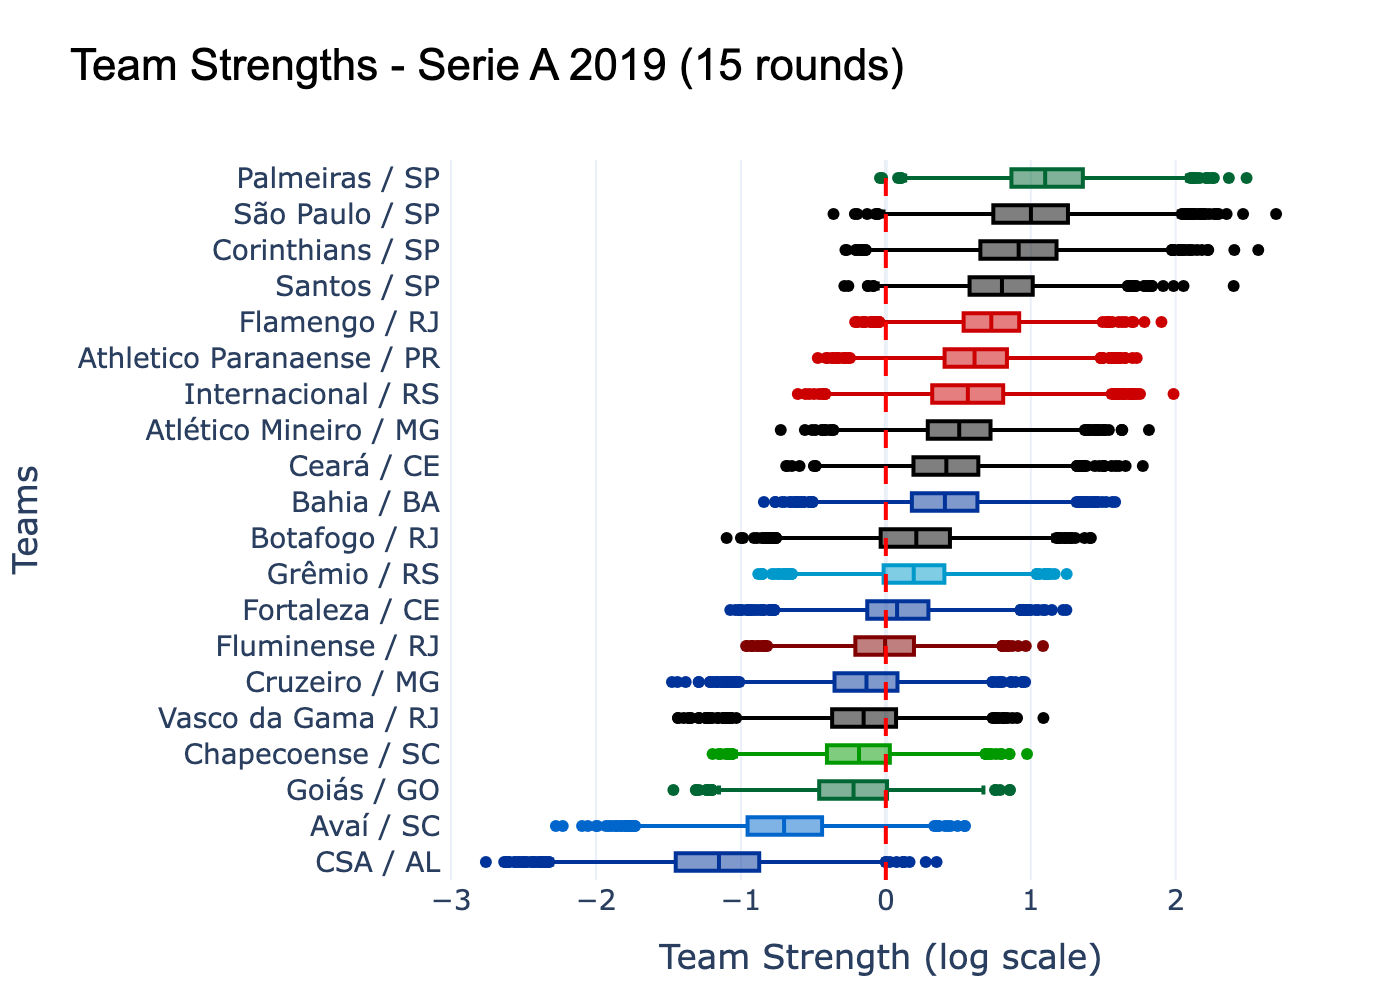 Team Strengths - Serie A 2019 (15 rounds)
Teams
Palmeiras / SP
São Paulo / SP
Corinthians / SP
Santos / SP
Flamengo / RJ
Athletico Paranaense / PR
Internacional / RS
Atlético Mineiro / MG
Ceará / CE
Bahia / BA
Botafogo / RJ
Grêmio / RS
Fortaleza / CE
Fluminense / RJ
Cruzeiro / MG
Vasco da Gama / RJ
Chapecoense / SC
Goiás / GO
Avaí / SC
CSA / AL
−3 −2 −1 0 1 2
Team Strength (log scale)